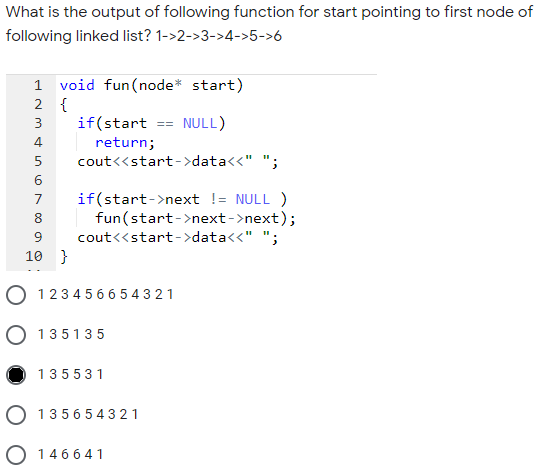 What is the output of following function for start pointing to first node of
following linked list? 1->2->3->4->5->6
1 void fun(node* start)
2 {
3 if(start == NULL)
4 return;
5 cout<<start->data<<" ";
6
7 if(start->next != NULL )
8 fun(start->next->next);
9 cout<<start->data<<" ";
10 }
1 2 3 4 5 6 6 5 4 3 2 1
1 3 5 1 3 5
1 3 5 5 3 1
1 3 5 6 5 4 3 2 1
1 4 6 6 4 1